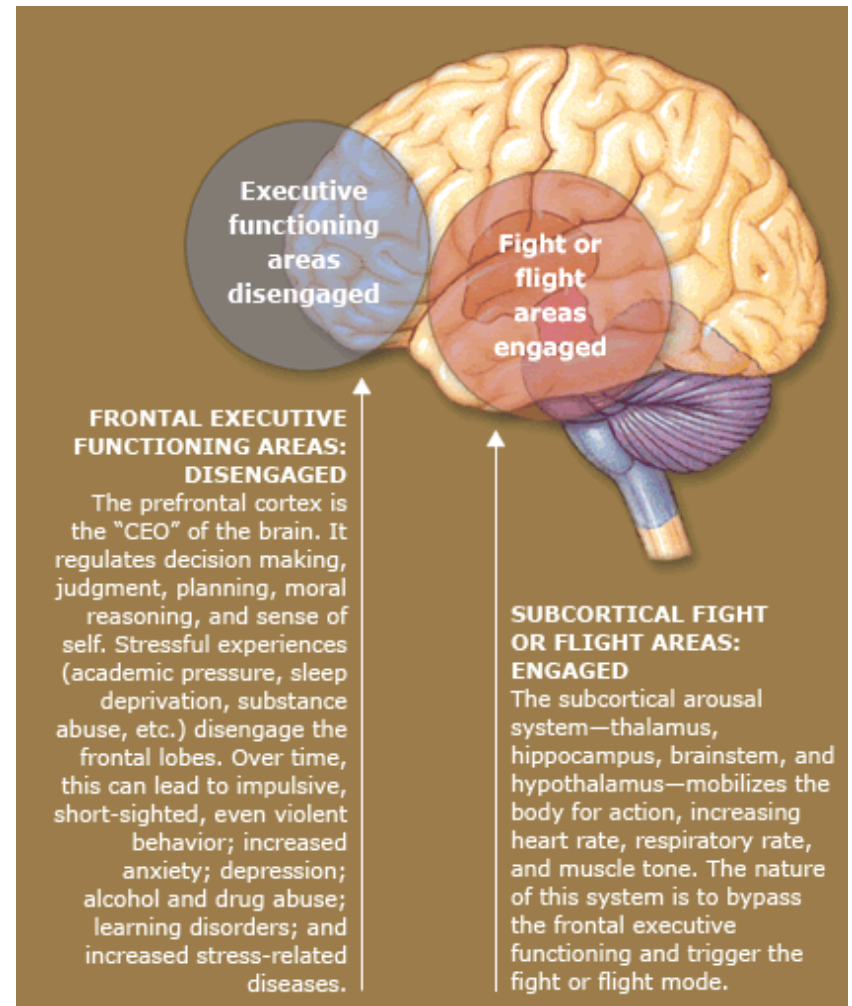 Executive
functioning
areas
disengaged
Fight or
flight
areas
engaged
FRONTAL EXECUTIVE
FUNCTIONING AREAS:
DISENGAGED
The prefrontal cortex is
the “CEO” of the brain. It
regulates decision making,
judgment, planning, moral
reasoning, and sense of
self. Stressful experiences
(academic pressure, sleep
deprivation, substance
abuse, etc.) disengage the
frontal lobes. Over time,
this can lead to impulsive,
short-sighted, even violent
behavior; increased
anxiety; depression;
alcohol and drug abuse;
learning disorders; and
increased stress-related
diseases.
SUBCORTICAL FIGHT
OR FLIGHT AREAS:
ENGAGED
The subcortical arousal
system—thalamus,
hippocampus, brainstem, and
hypothalamus—mobilizes the
body for action, increasing
heart rate, respiratory rate,
and muscle tone. The nature
of this system is to bypass
the frontal executive
functioning and trigger the
fight or flight mode.